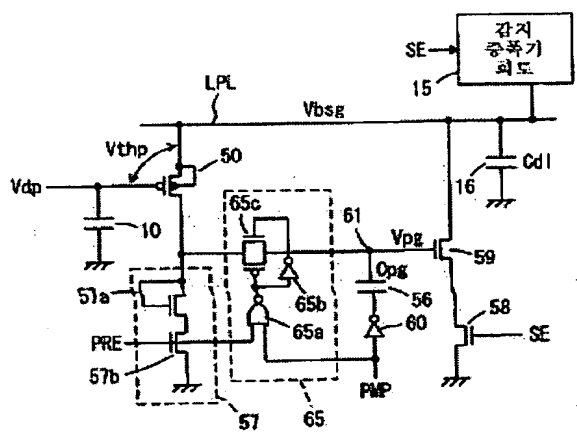 감지
증폭기
회도
SE
15
LPL
Vbsg
Vthp
50
Cdl
16
Vdp
65c
61
Vpg
10
59
Cpg
57a
65b
56
58
65a
60
PRE
SE
57b
PMP
57
65